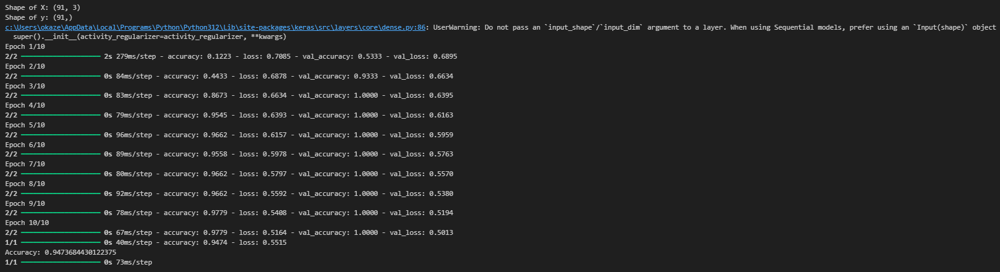 Shape of X: (91, 3)
Shape of y: (91,)
c:\Users\okaze\AppData\Local\Programs\Python\Python312\Lib\site-packages\keras\src\layers\core\dense.py:86: UserWarning: Do not pass an `input_shape`/`input_dim` argument to a layer. When using Sequential models, prefer using an `Input(shape)` object
super().__init__(activity_regularizer=activity_regularizer, **kwargs)
Epoch 1/10
2/2 2s 279ms/step - accuracy: 0.1223 - loss: 0.7085 - val_accuracy: 0.5333 - val_loss: 0.6895
Epoch 2/10
2/2 0s 84ms/step - accuracy: 0.4433 - loss: 0.6878 - val_accuracy: 0.9333 - val_loss: 0.6634
Epoch 3/10
2/2 0s 83ms/step - accuracy: 0.8673 - loss: 0.6634 - val_accuracy: 1.0000 - val_loss: 0.6395
Epoch 4/10
2/2 0s 79ms/step - accuracy: 0.9545 - loss: 0.6393 - val_accuracy: 1.0000 - val_loss: 0.6163
Epoch 5/10
2/2 0s 96ms/step - accuracy: 0.9662 - loss: 0.6157 - val_accuracy: 1.0000 - val_loss: 0.5959
Epoch 6/10
2/2 0s 89ms/step - accuracy: 0.9558 - loss: 0.5978 - val_accuracy: 1.0000 - val_loss: 0.5763
Epoch 7/10
2/2 0s 80ms/step - accuracy: 0.9662 - loss: 0.5797 - val_accuracy: 1.0000 - val_loss: 0.5570
Epoch 8/10
2/2 0s 92ms/step - accuracy: 0.9662 - loss: 0.5592 - val_accuracy: 1.0000 - val_loss: 0.5380
Epoch 9/10
2/2 0s 78ms/step - accuracy: 0.9779 - loss: 0.5408 - val_accuracy: 1.0000 - val_loss: 0.5194
Epoch 10/10
2/2 0s 67ms/step - accuracy: 0.9779 - loss: 0.5164 - val_accuracy: 1.0000 - val_loss: 0.5013
1/1 0s 40ms/step - accuracy: 0.9474 - loss: 0.5515
Accuracy: 0.9473684430122375
1/1 0s 73ms/step